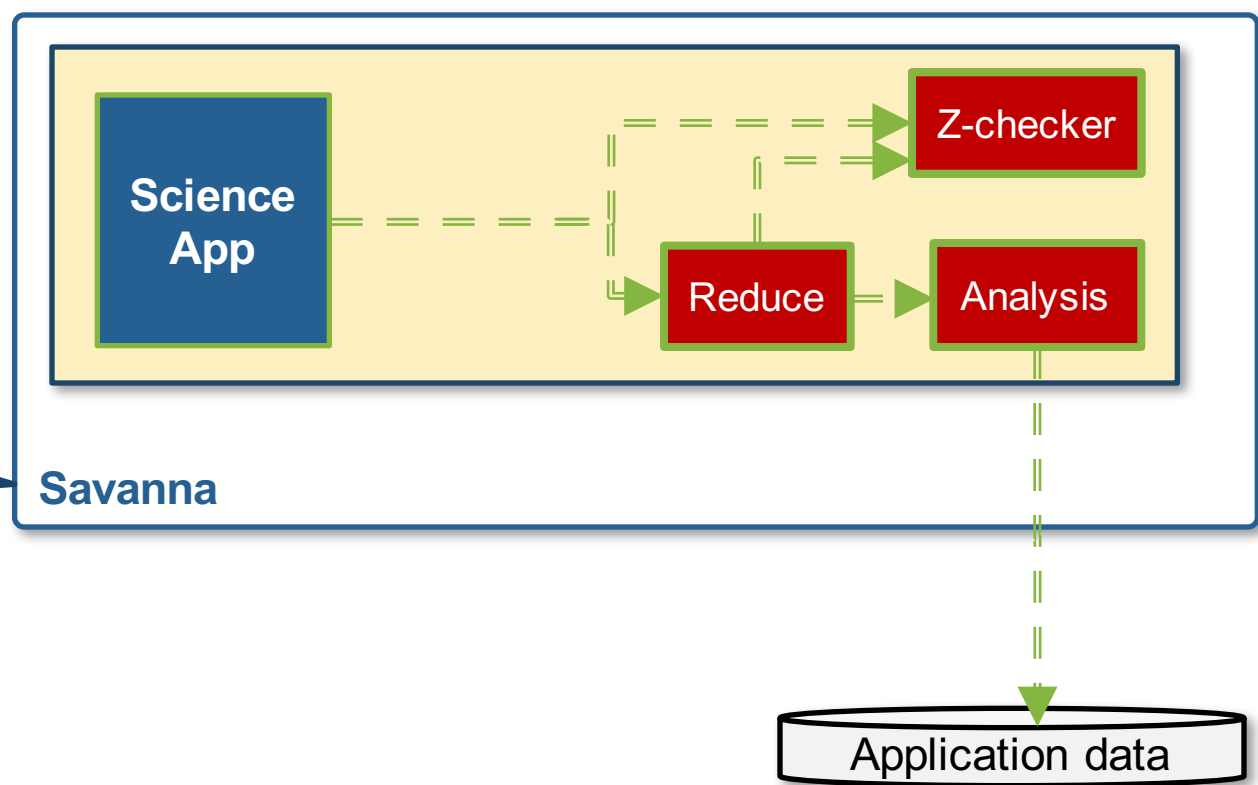 Z-checker
Science
App
Reduce
Analysis
Savanna
Application data